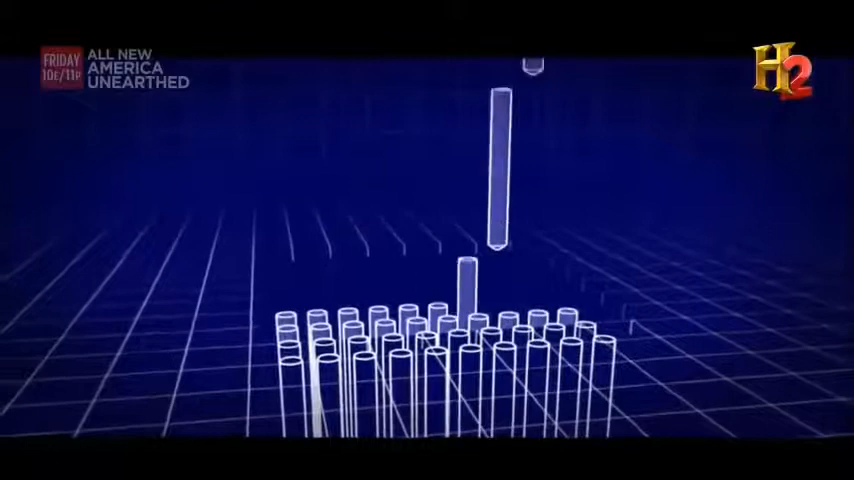 FRIDAY
10E/11P
ALL NEW
AMERICA
UNEARTHED
H2